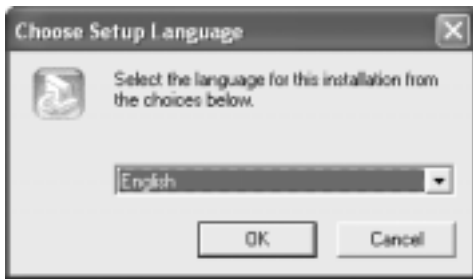 Choose Setup Language
Select the language for this installation from
the choices below.
English
OK
Cancel